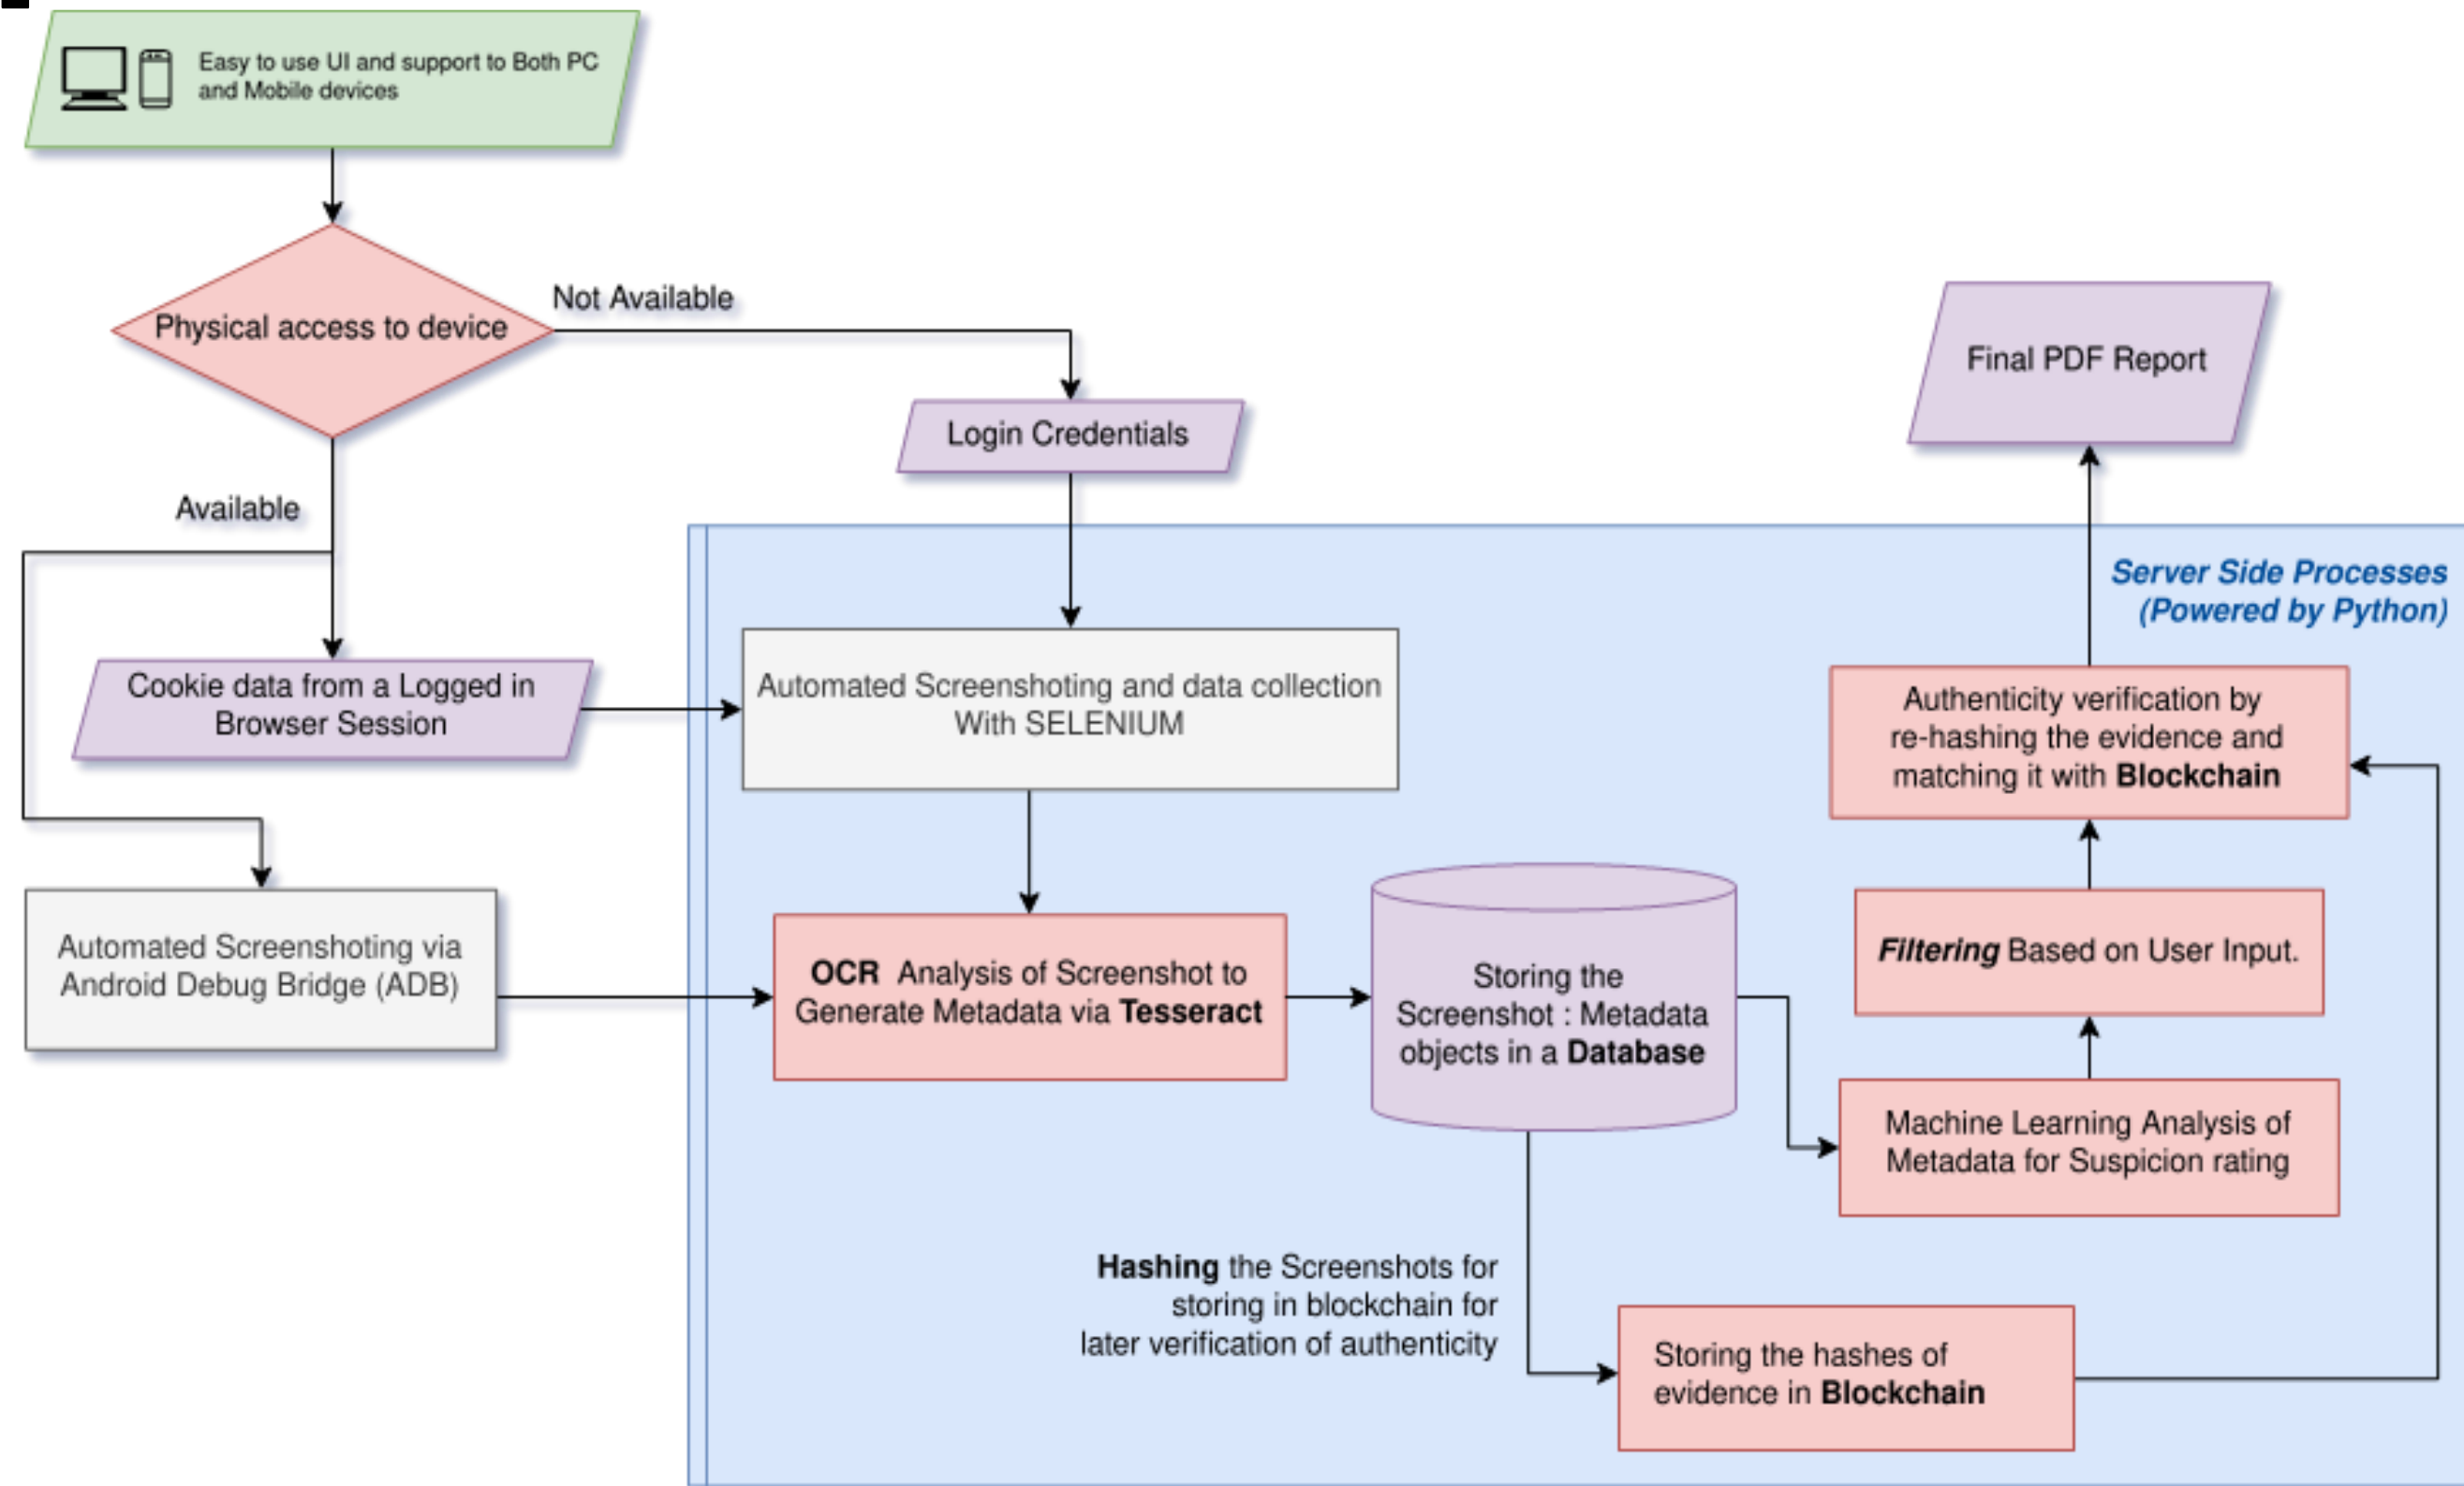 Easy to use UI and support to Both PC
and Mobile devices
Physical access to device
Not Available
Available
Login Credentials
Final PDF Report
Server Side Processes
(Powered by Python)
Cookie data from a Logged in
Browser Session
Automated Screenshoting and data collection
With SELENIUM
Authenticity verification by
re-hashing the evidence and
matching it with Blockchain
Automated Screenshoting via
Android Debug Bridge (ADB)
OCR Analysis of Screenshot to
Generate Metadata via Tesseract
Storing the
Screenshot : Metadata
objects in a Database
Filtering Based on User Input.
Machine Learning Analysis of
Metadata for Suspicion rating
Hashing the Screenshots for
storing in blockchain for
later verification of authenticity
Storing the hashes of
evidence in Blockchain